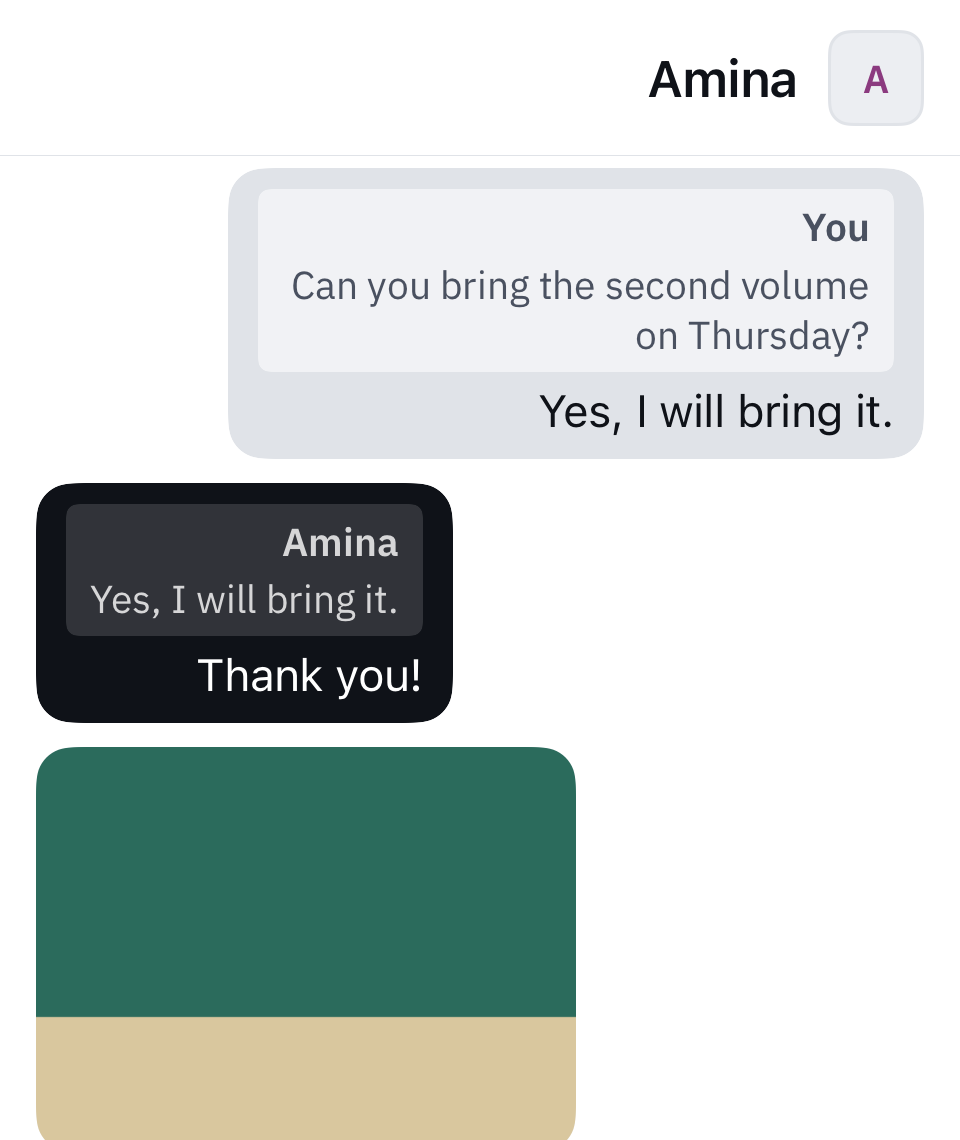 Amina
A
You
Can you bring the second volume
on Thursday?
Yes, I will bring it.
Amina
Yes, I will bring it.
Thank you!